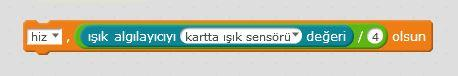 hiz , ışık algılayıcıyı kartta ışık sensörü değeri / 4 olsun